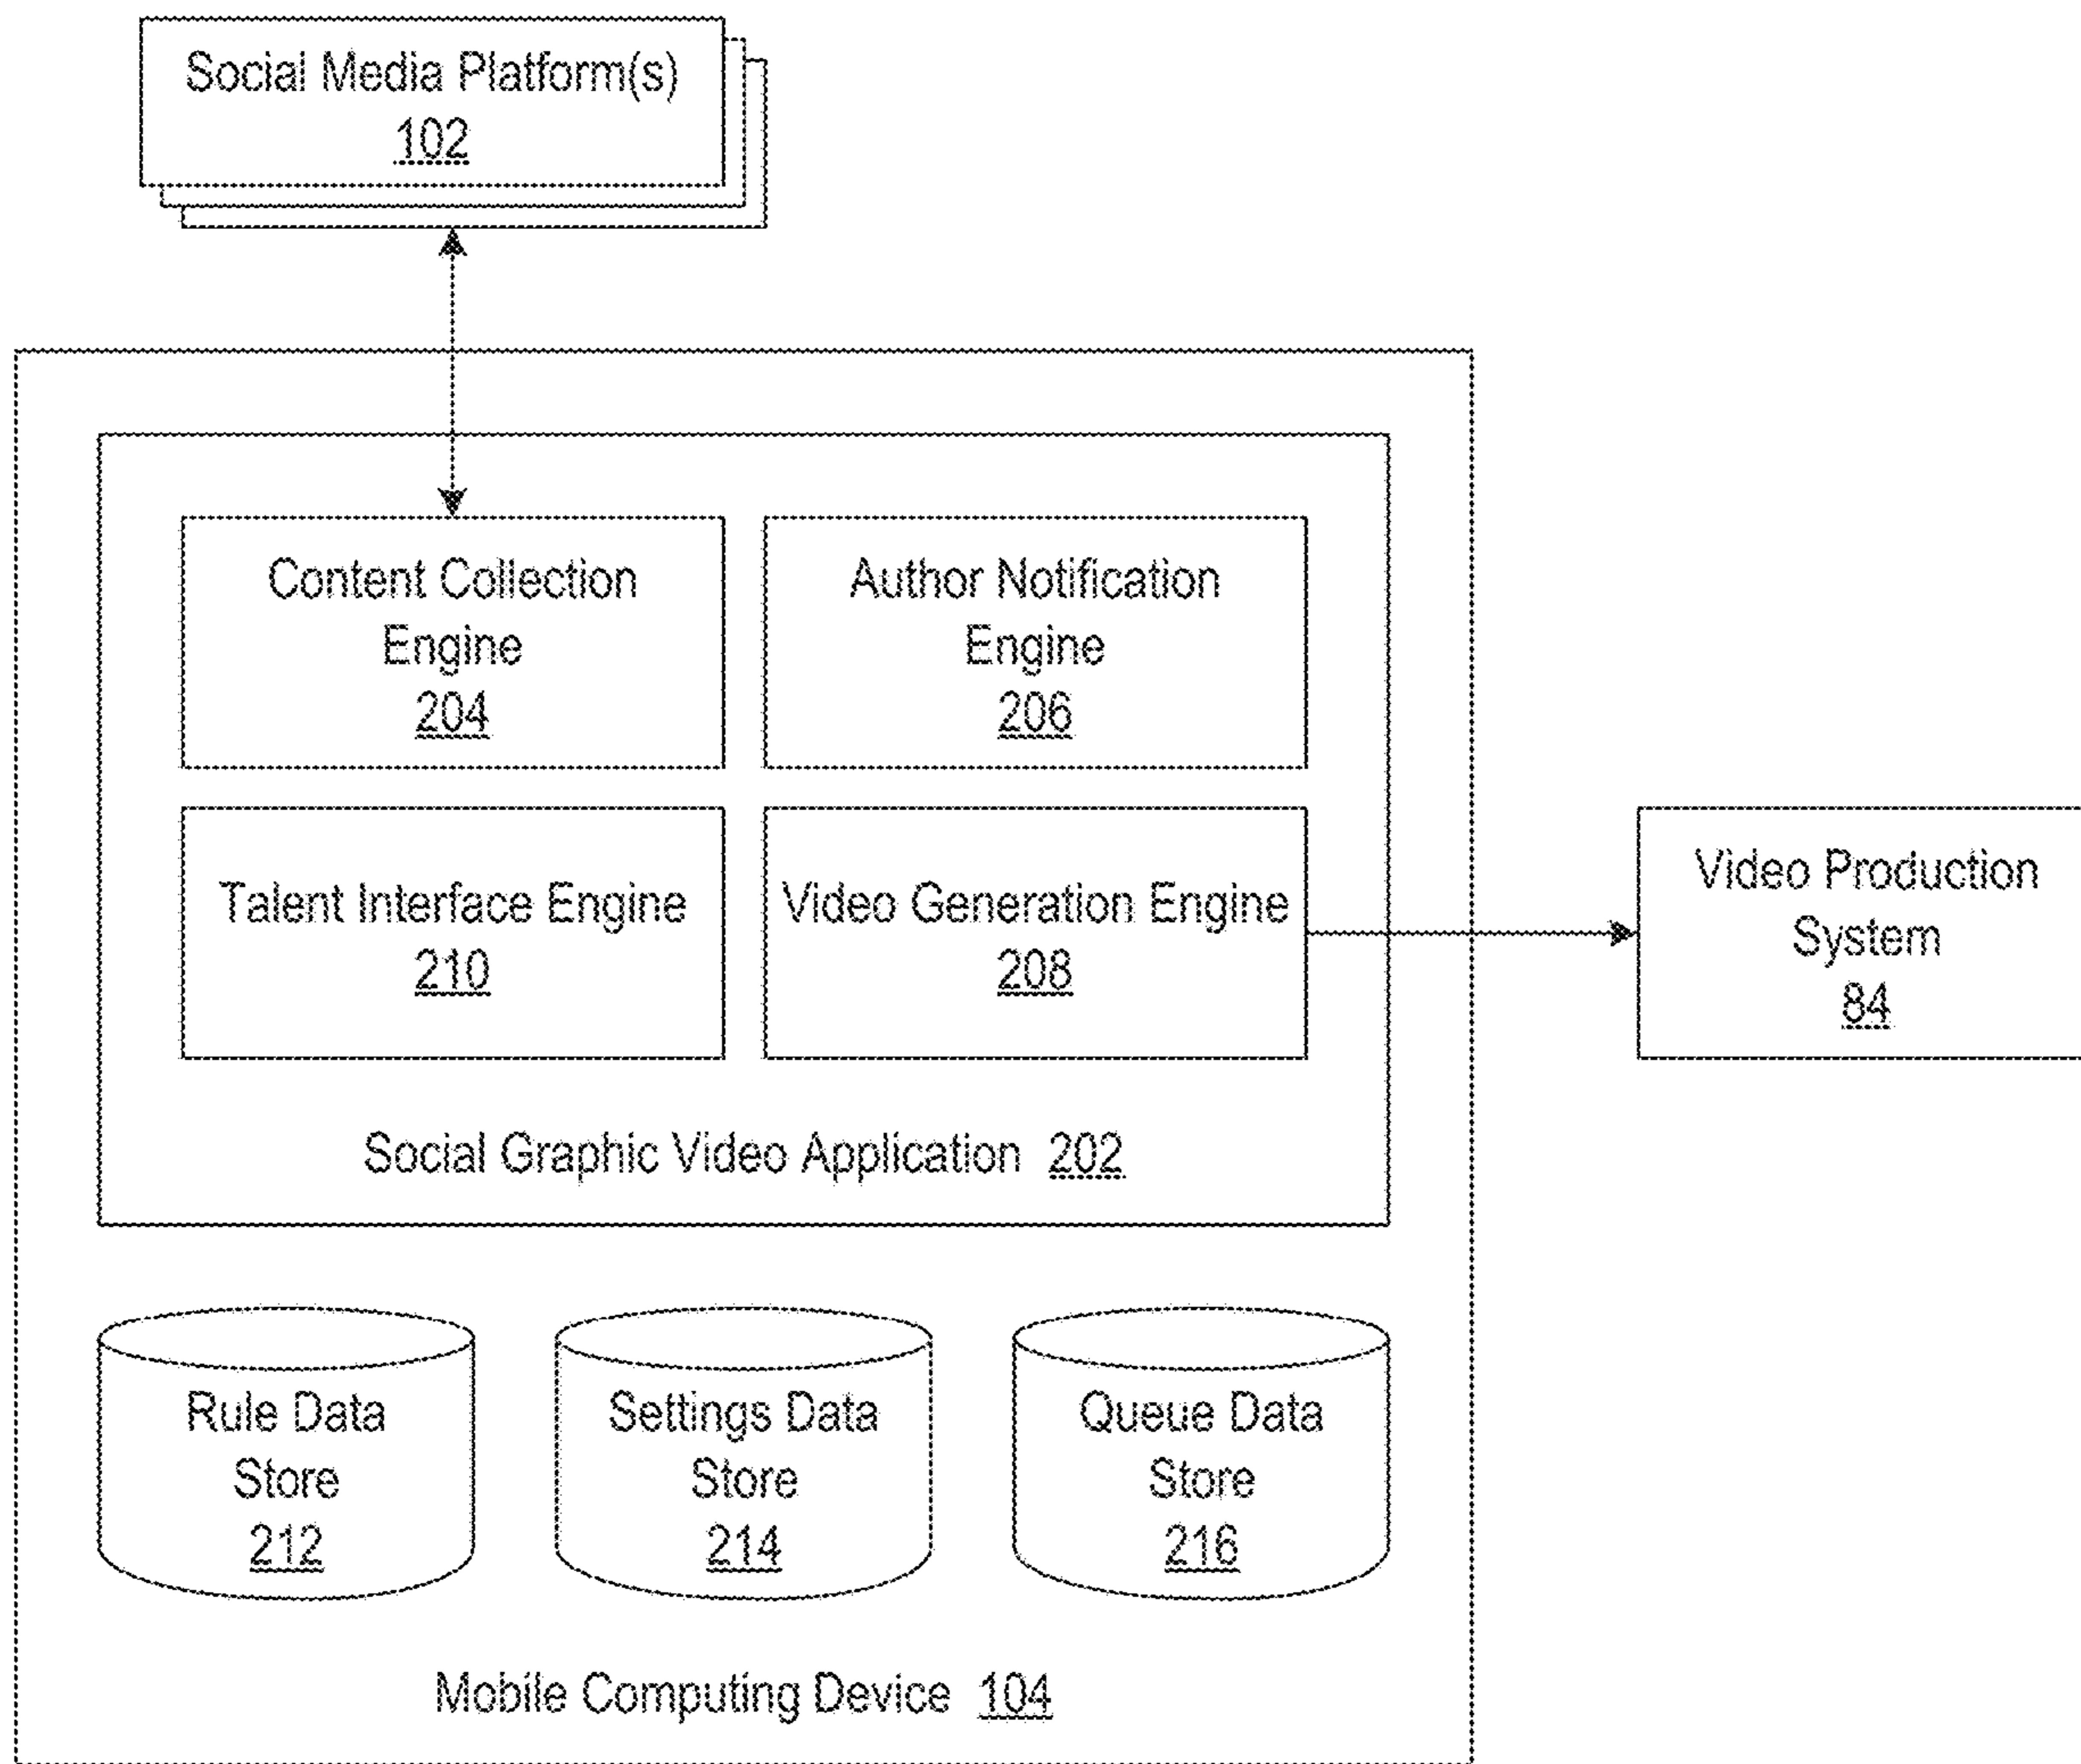 Social Media Platform(s)
102
Content Collection
Engine
204
Author Notification
Engine
206
Talent Interface Engine
210
Video Generation Engine
208
Video Production
System
84
Social Graphic Video Application 202
Rule Data
Store
212
Settings Data
Store
214
Queue Data
Store
216
Mobile Computing Device 104